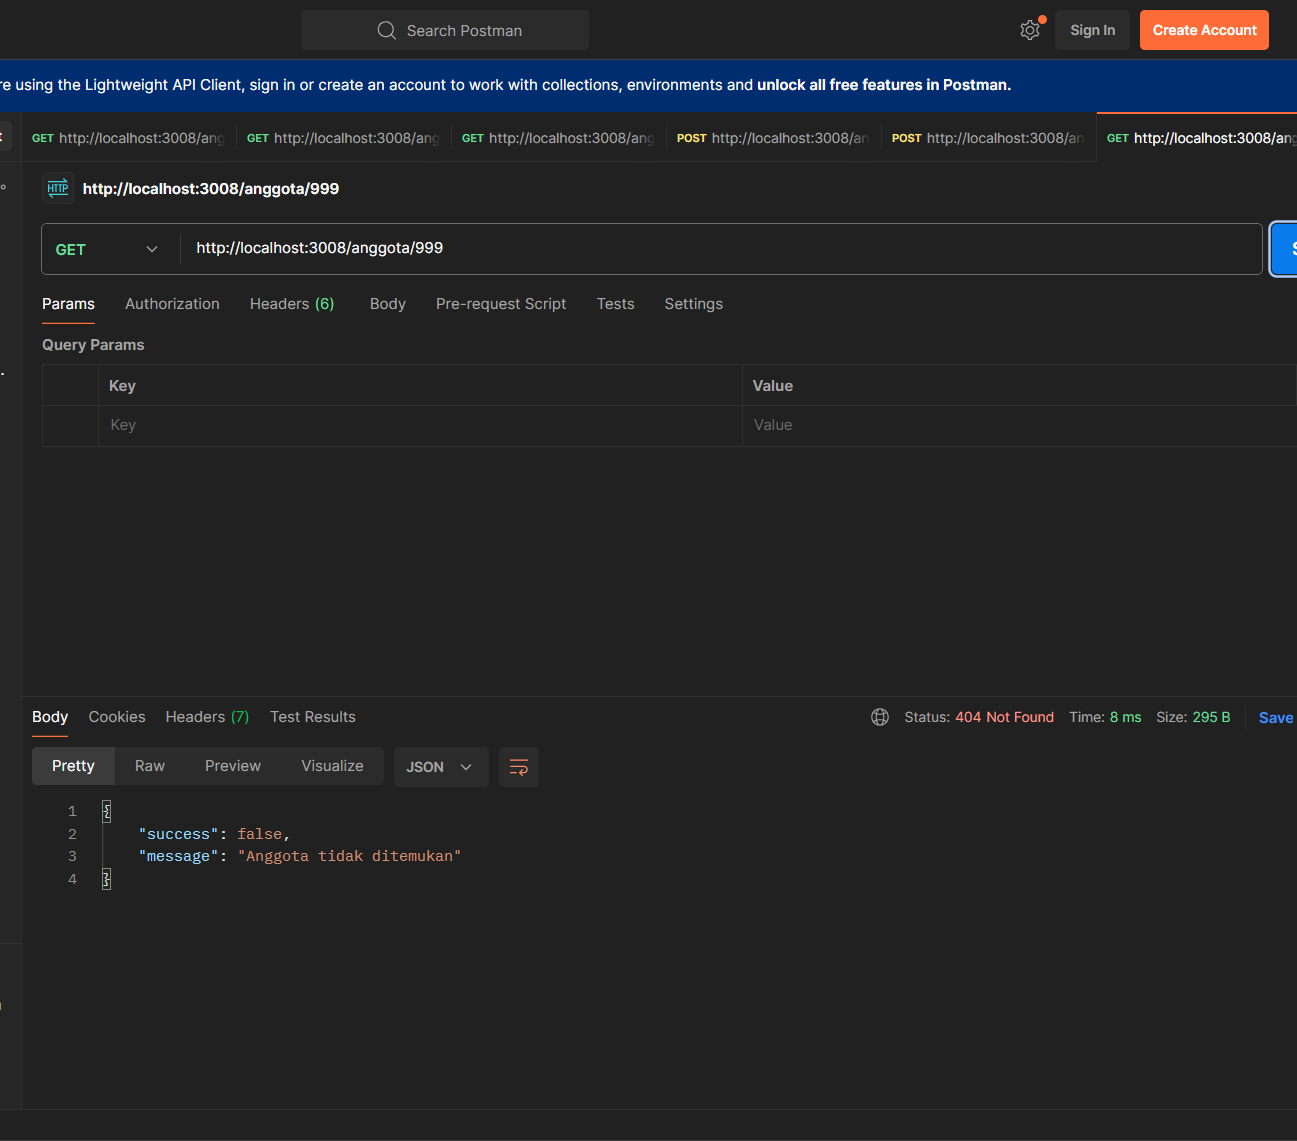 Search Postman
Sign In
Create Account
re using the Lightweight API Client, sign in or create an account to work with collections, environments and unlock all free features in Postman.
GET http://localhost:3008/ang
GET http://localhost:3008/ang
GET http://localhost:3008/ang
POST http://localhost:3008/an
POST http://localhost:3008/an
GET http://localhost:3008/ang
HTTP http://localhost:3008/anggota/999
GET http://localhost:3008/anggota/999
Params Authorization Headers (6) Body Pre-request Script Tests Settings
Query Params
Key Value
Key Value
Body Cookies Headers (7) Test Results Status: 404 Not Found Time: 8 ms Size: 295 B Save
Pretty Raw Preview Visualize JSON
1 {
2 "success": false,
3 "message": "Anggota tidak ditemukan"
4 }